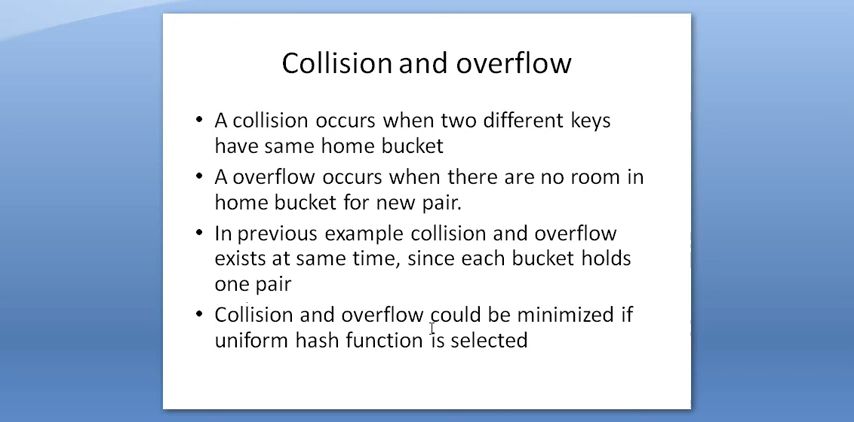 Collision and overflow
• A collision occurs when two different keys
have same home bucket
• A overflow occurs when there are no room in
home bucket for new pair.
• In previous example collision and overflow
exists at same time, since each bucket holds
one pair
• Collision and overflow could be minimized if
uniform hash function is selected